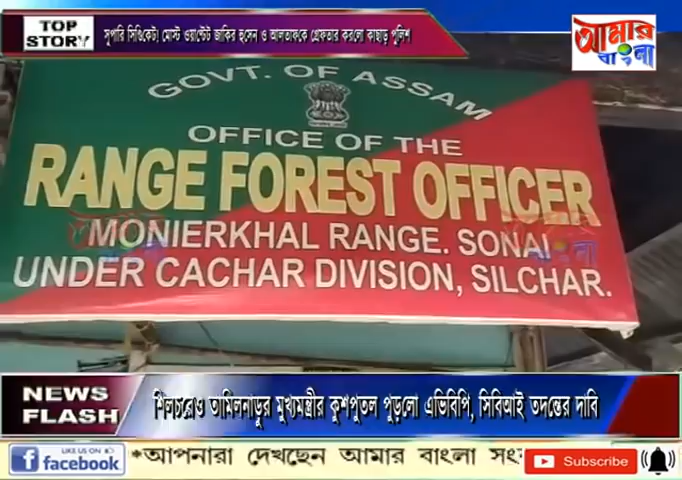 TOP STORY
সুপারি সিন্ডিকেট! মোস্ট ওয়ান্টেট জাকির হুসেন ও আলতাফকে গ্রেফতার করলো কাছাড় পুলিশ
আমার বাংলা
GOVT. OF ASSAM
OFFICE OF THE
RANGE FOREST OFFICER
MONIERKHAL RANGE. SONAI
UNDER CACHAR DIVISION, SILCHAR.
NEWS FLASH
শিলচরেও তামিলনাড়ুর মুখ্যমন্ত্রীর কুশপুতল পুড়লো এভিবিপি, সিবিআই তদন্তের দাবি
LIKE US ON
facebook
*আপনারা দেখছেন আমার বাংলা
Subscribe